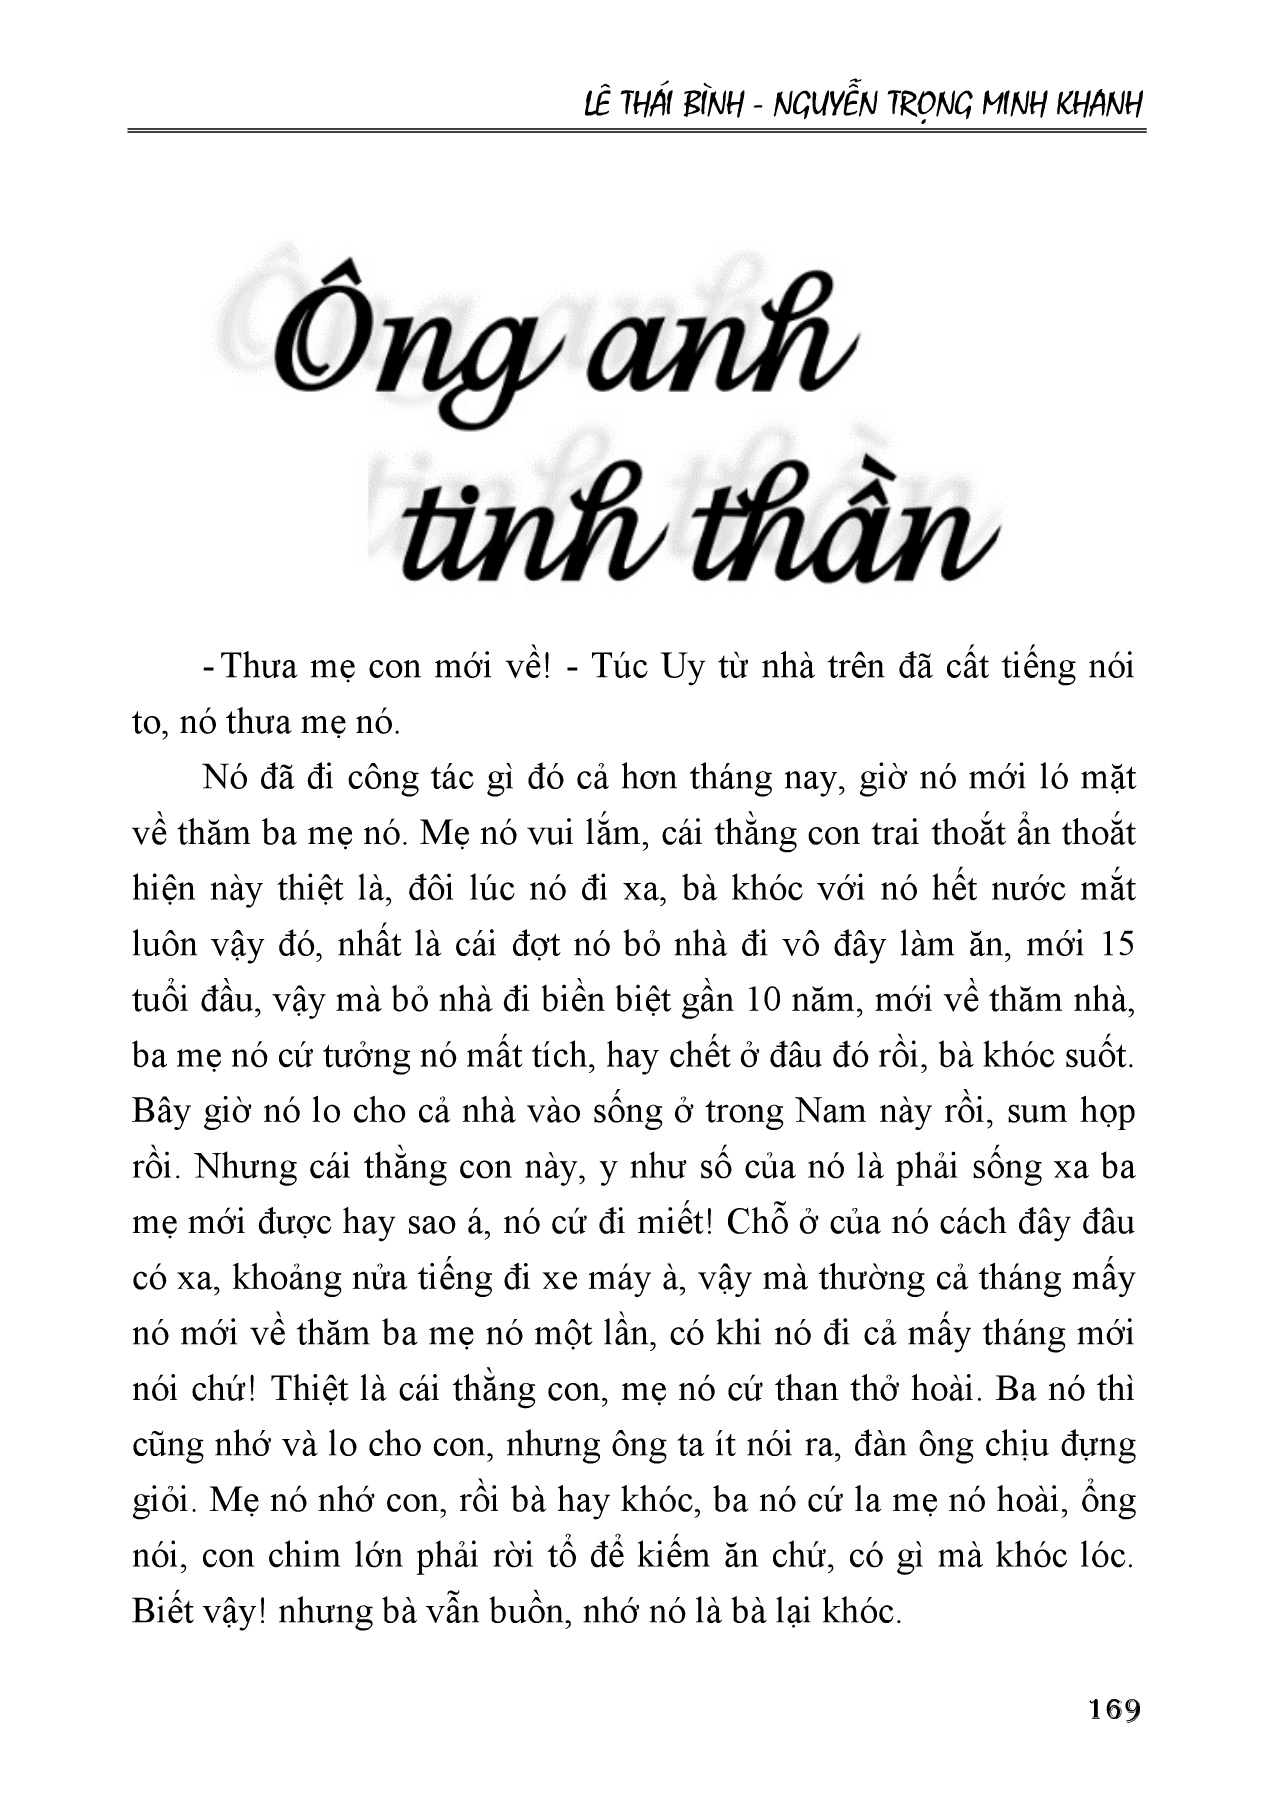 LÊ THÁI BÌNH - NGUYỄN TRỌNG MINH KHANH
Ông anh
tinh thần
- Thưa mẹ con mới về! - Túc Uy từ nhà trên đã cất tiếng nói
to, nó thưa mẹ nó.
Nó đã đi công tác gì đó cả hơn tháng nay, giờ nó mới ló mặt
về thăm ba mẹ nó. Mẹ nó vui lắm, cái thằng con trai thoắt ẩn thoắt
hiện này thiệt là, đôi lúc nó đi xa, bà khóc với nó hết nước mắt
luôn vậy đó, nhất là cái đợt nó bỏ nhà đi vô đây làm ăn, mới 15
tuổi đầu, vậy mà bỏ nhà đi biền biệt gần 10 năm, mới về thăm nhà,
ba mẹ nó cứ tưởng nó mất tích, hay chết ở đâu đó rồi, bà khóc suốt.
Bây giờ nó lo cho cả nhà vào sống ở trong Nam này rồi, sum họp
rồi. Nhưng cái thằng con này, y như số của nó là phải sống xa ba
mẹ mới được hay sao á, nó cứ đi miết! Chỗ ở của nó cách đây đâu
có xa, khoảng nửa tiếng đi xe máy à, vậy mà thường cả tháng mấy
nó mới về thăm ba mẹ nó một lần, có khi nó đi cả mấy tháng mới
nói chứ! Thiệt là cái thằng con, mẹ nó cứ than thở hoài. Ba nó thì
cũng nhớ và lo cho con, nhưng ông ta ít nói ra, đàn ông chịu đựng
giỏi. Mẹ nó nhớ con, rồi bà hay khóc, ba nó cứ la mẹ nó hoài, ổng
nói, con chim lớn phải rời tổ để kiếm ăn chứ, có gì mà khóc lóc.
Biết vậy! nhưng bà vẫn buồn, nhớ nó là bà lại khóc.
169